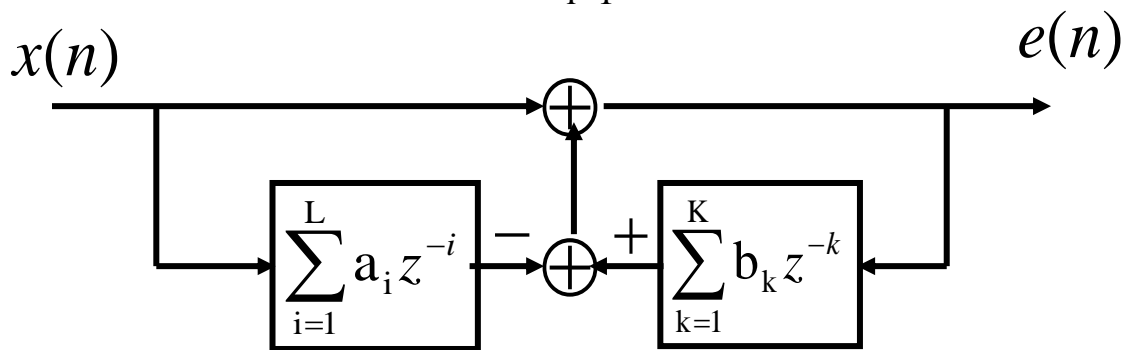 x(n)
e(n)
− +
L
∑ a_i z^{-i}
i=1
K
∑ b_k z^{-k}
k=1